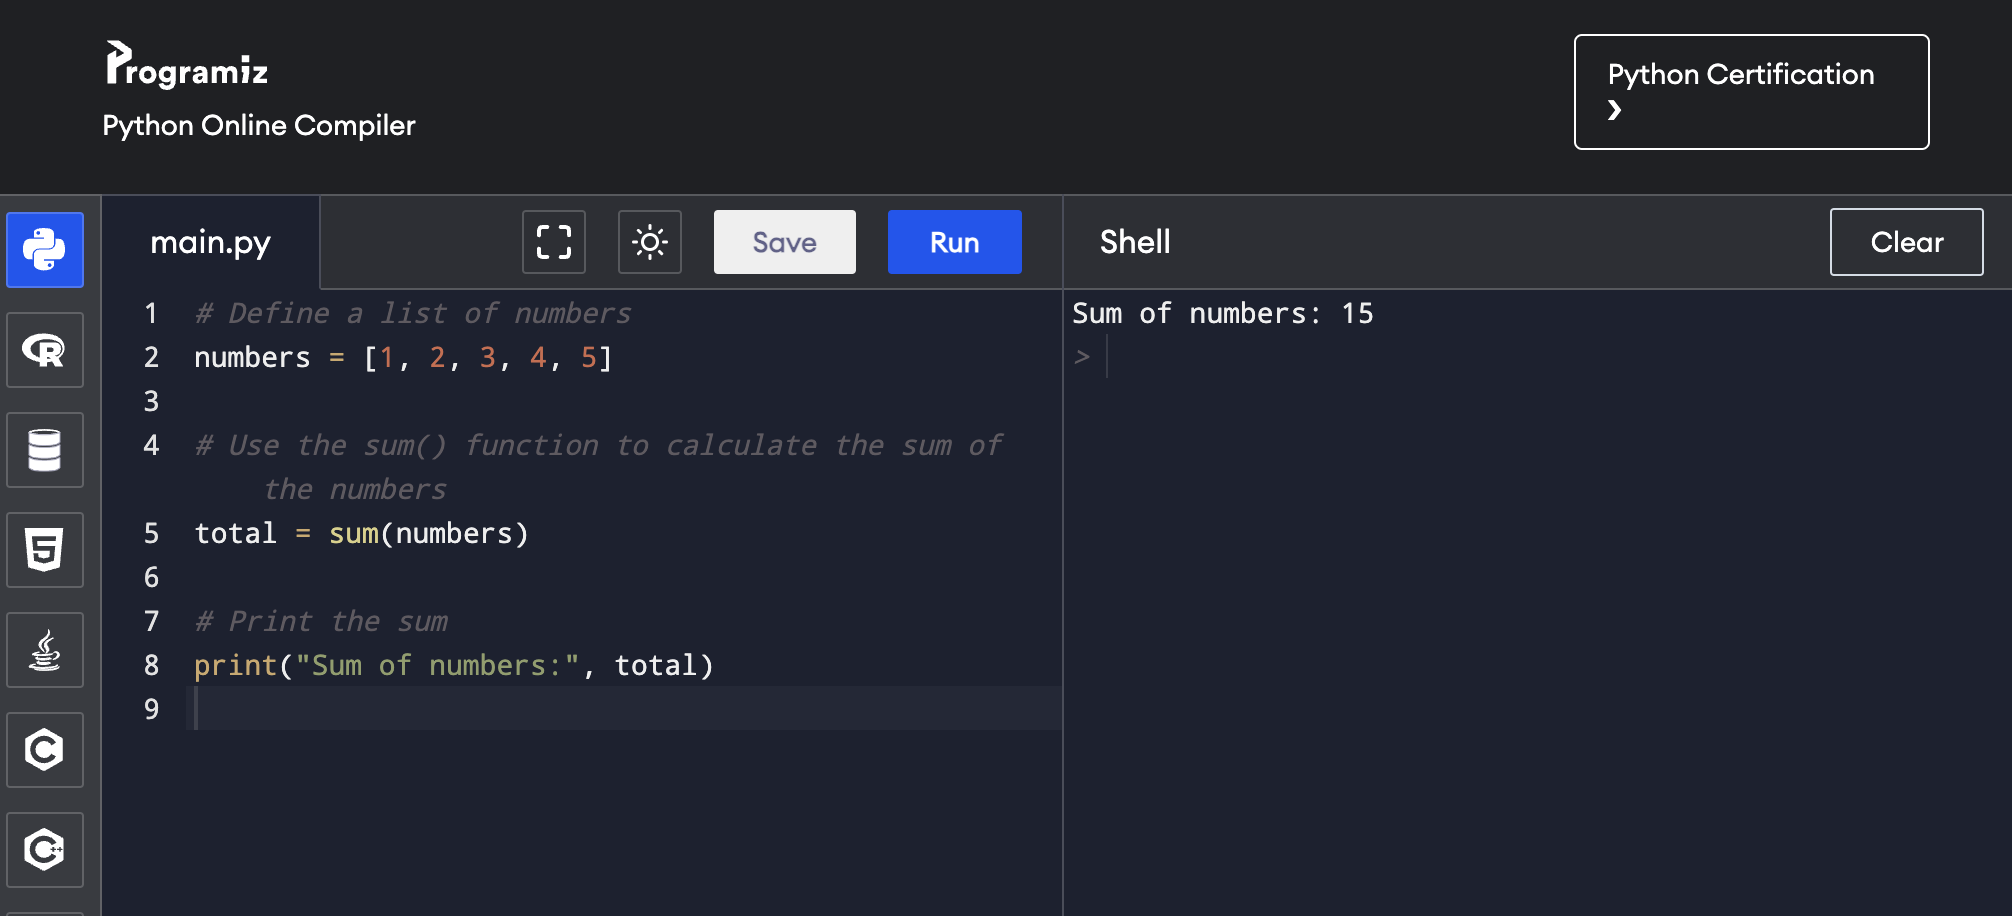 Programiz
Python Online Compiler
Python Certification
main.py
Save
Run
Shell
Clear
1 # Define a list of numbers
2 numbers = [1, 2, 3, 4, 5]
3
4 # Use the sum() function to calculate the sum of
the numbers
5 total = sum(numbers)
6
7 # Print the sum
8 print("Sum of numbers:", total)
9
Sum of numbers: 15
>